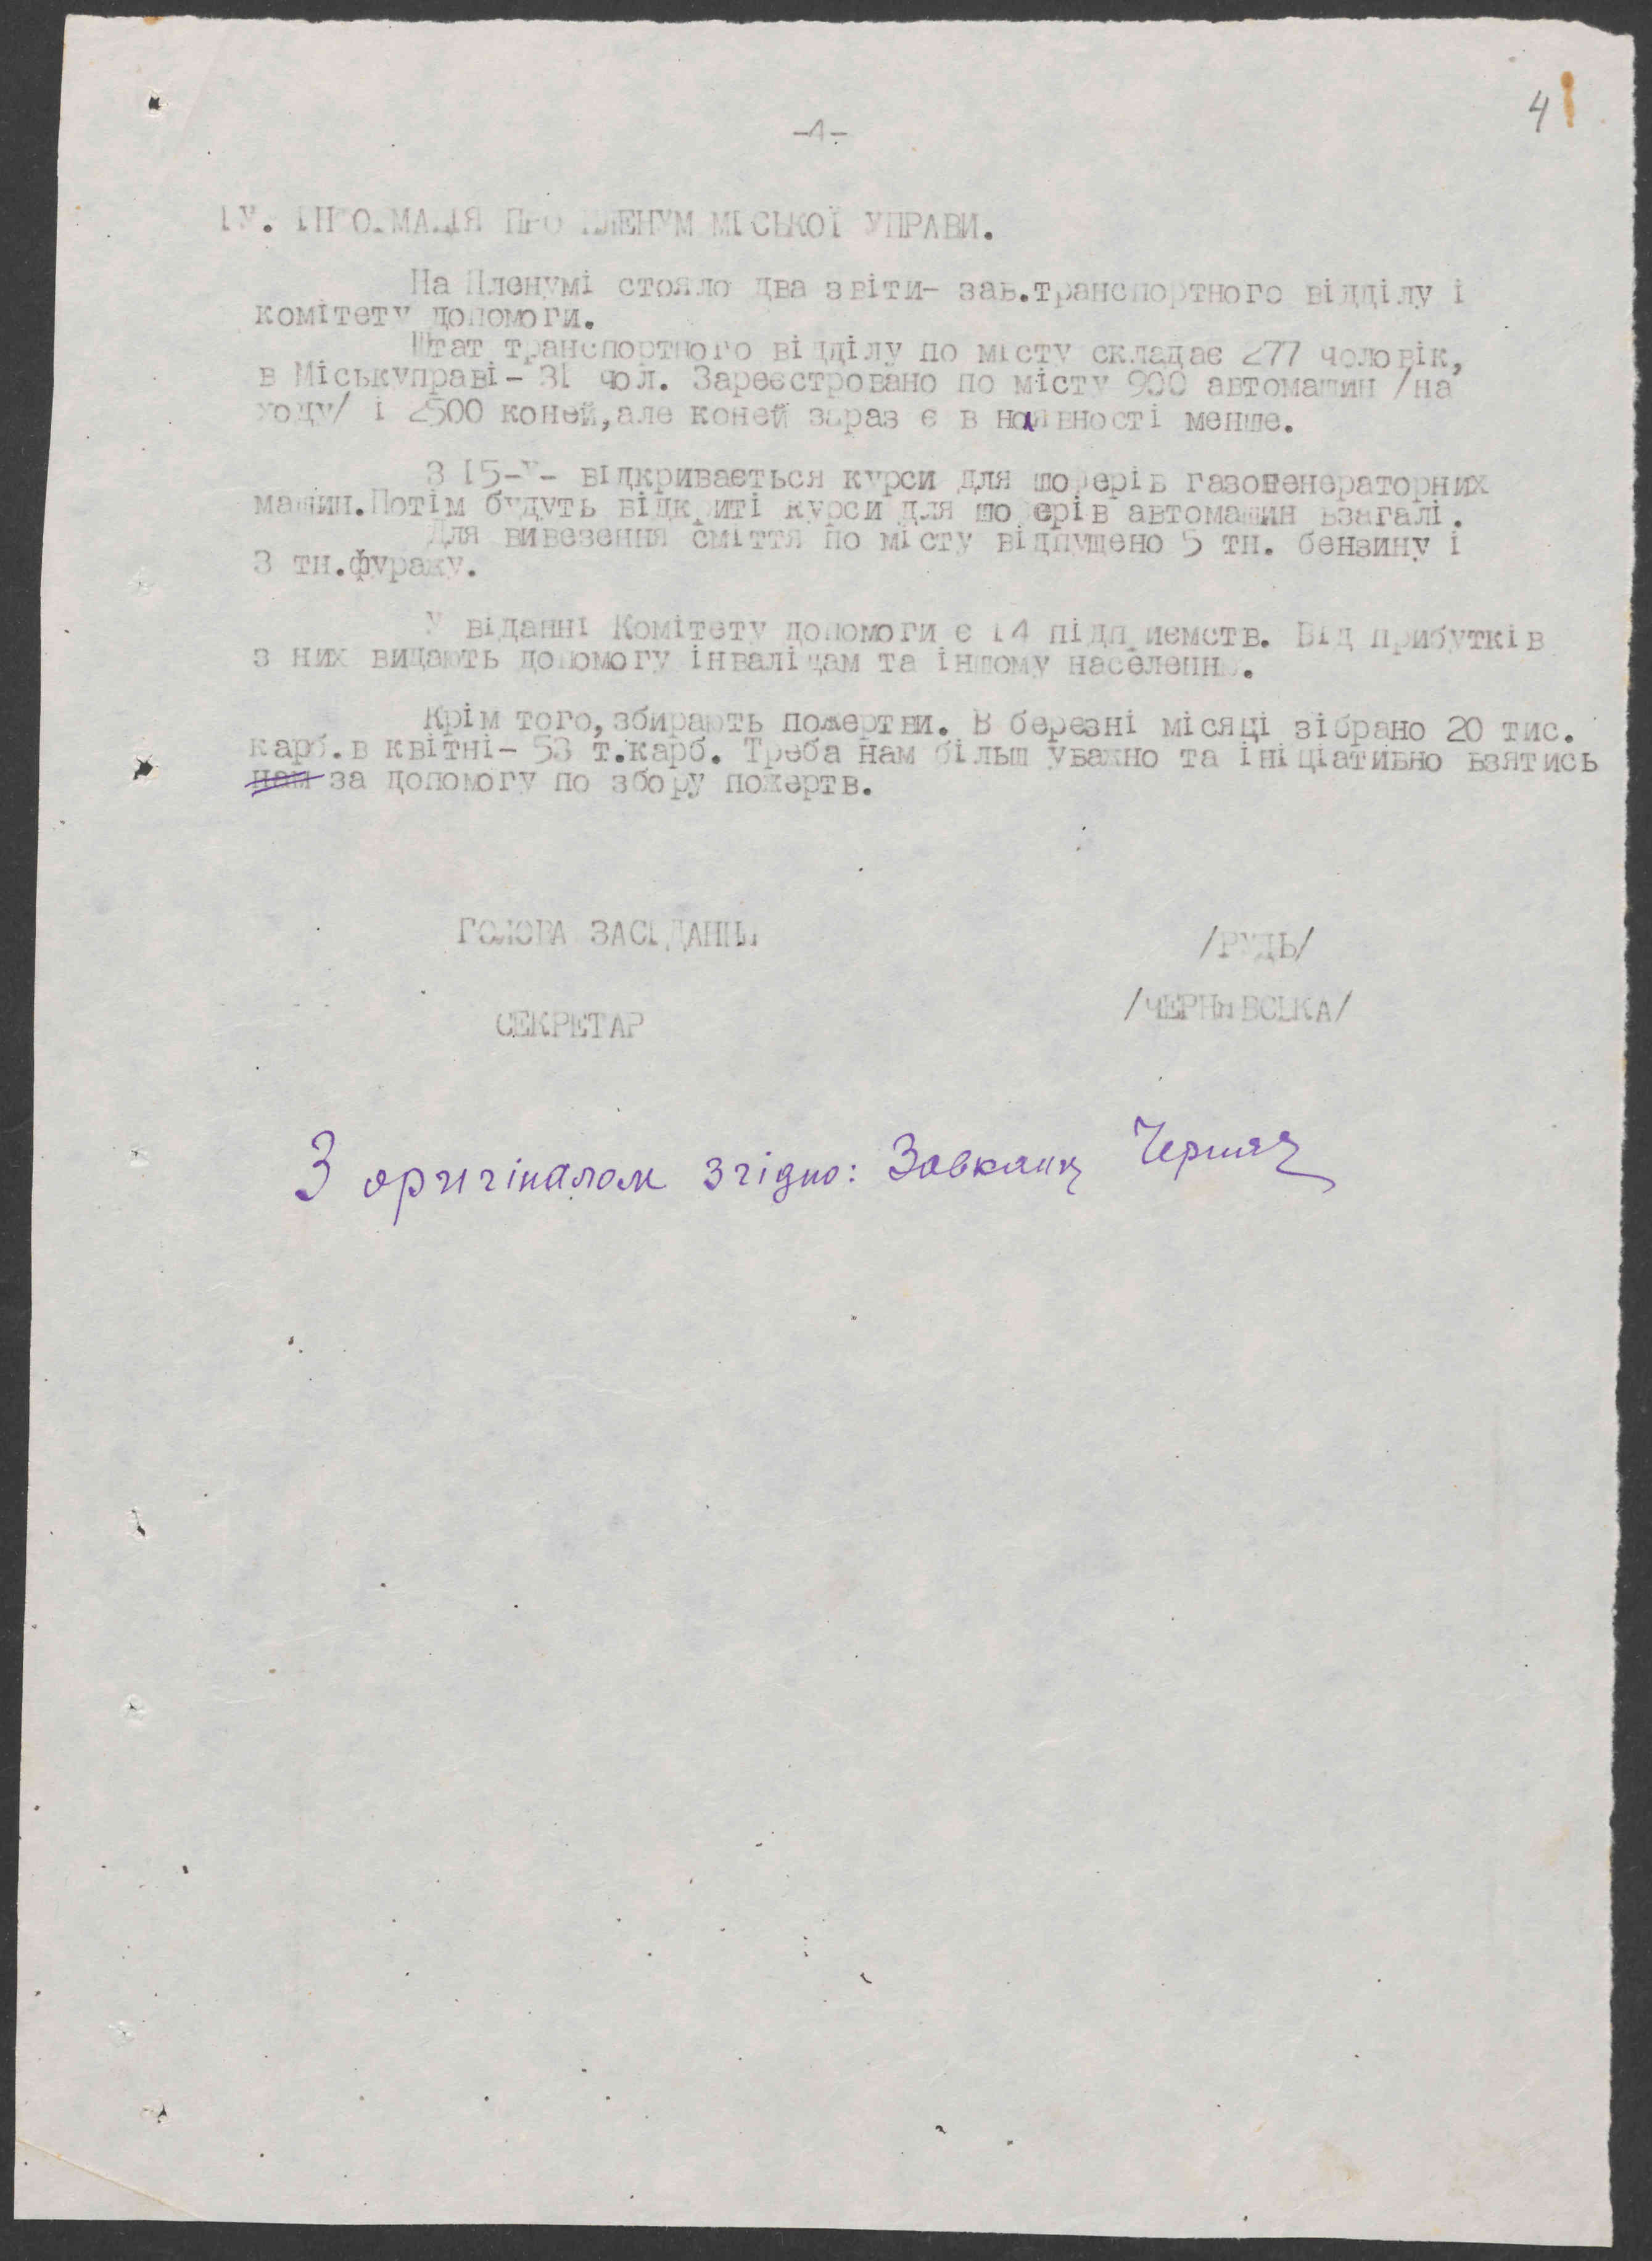 4
-4-
ІУ. ІНФОРМАЦІЯ ПРО ПЛЕНУМ МІСЬКОЇ УПРАВИ.
На Пленумі стояло два звіти- зав.транспортного відділу і
комітету допомоги.
Штат транспортного відділу по місту складає 277 чоловік,
в Міськуправі- 31 чол. Зареєстровано по місту 900 автомашин /на
ходу/ і 2500 коней,але коней зараз є в наявності менше.
З 15-У- відкривається курси для шоферів газогенераторних
машин.Потім будуть відкриті курси для шоферів автомашин взагалі.
Для вивезення сміття по місту відпущено 5 тн. бензину і
3 тн.фуражу.
У віданні Комітету допомоги є 14 підприємств. Від прибутків
з них видають допомогу інвалідам та іншому населенню.
Крім того,збирають пожертви. В березні місяці зібрано 20 тис.
карб.в квітні- 53 т.карб. Треба нам більш уважно та ініціативно взятись
нам за допомогу по збору пожертв.
ГОЛОВА ЗАСІДАННЯ
/РУДЬ/
СЕКРЕТАР
/ЧЕРНЯВСЬКА/
З оригіналом згідно: Завканц